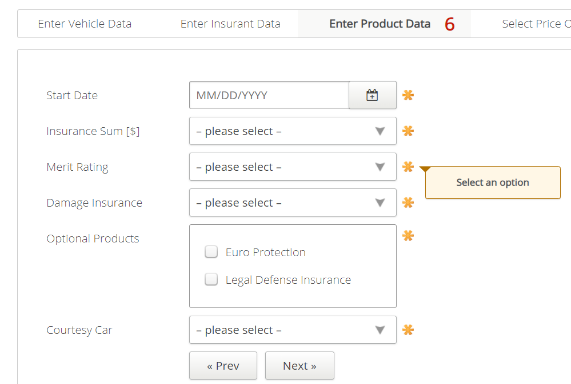 Enter Vehicle Data Enter Insurant Data Enter Product Data 6 Select Price
Start Date MM/DD/YYYY
Insurance Sum [$] – please select –
Merit Rating – please select –
Select an option
Damage Insurance – please select –
Optional Products
Euro Protection
Legal Defense Insurance
Courtesy Car – please select –
« Prev Next »